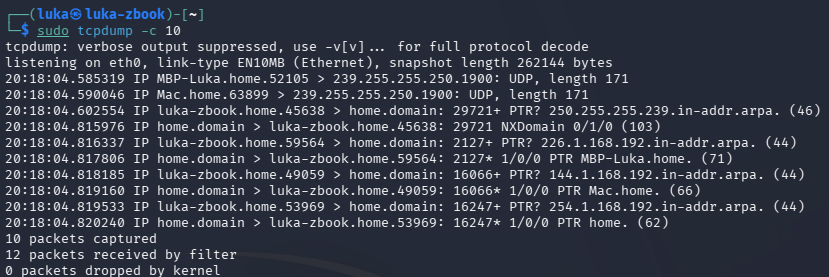 ┌──(luka㉿luka-zbook)-[~]
└─$ sudo tcpdump -c 10
tcpdump: verbose output suppressed, use -v[v]... for full protocol decode
listening on eth0, link-type EN10MB (Ethernet), snapshot length 262144 bytes
20:18:04.585319 IP MBP-Luka.home.52105 > 239.255.255.250.1900: UDP, length 171
20:18:04.590046 IP Mac.home.63899 > 239.255.255.250.1900: UDP, length 171
20:18:04.602554 IP luka-zbook.home.45638 > home.domain: 29721+ PTR? 250.255.255.239.in-addr.arpa. (46)
20:18:04.815976 IP home.domain > luka-zbook.home.45638: 29721 NXDomain 0/1/0 (103)
20:18:04.816337 IP luka-zbook.home.59564 > home.domain: 2127+ PTR? 226.1.168.192.in-addr.arpa. (44)
20:18:04.817806 IP home.domain > luka-zbook.home.59564: 2127* 1/0/0 PTR MBP-Luka.home. (71)
20:18:04.818185 IP luka-zbook.home.49059 > home.domain: 16066+ PTR? 144.1.168.192.in-addr.arpa. (44)
20:18:04.819160 IP home.domain > luka-zbook.home.49059: 16066* 1/0/0 PTR Mac.home. (66)
20:18:04.819533 IP luka-zbook.home.53969 > home.domain: 16247+ PTR? 254.1.168.192.in-addr.arpa. (44)
20:18:04.820240 IP home.domain > luka-zbook.home.53969: 16247* 1/0/0 PTR home. (62)
10 packets captured
12 packets received by filter
0 packets dropped by kernel